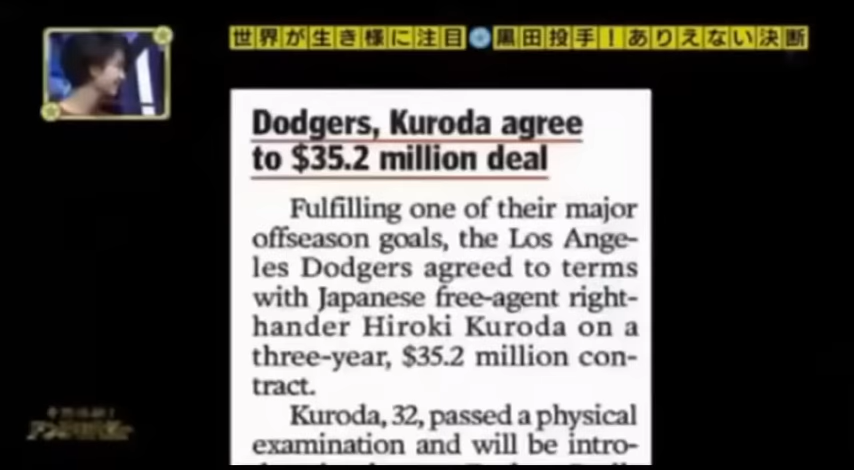 世界が生き様に注目 黒田投手！ありえない決断
Dodgers, Kuroda agree
to $35.2 million deal
Fulfilling one of their major
offseason goals, the Los Ange-
les Dodgers agreed to terms
with Japanese free-agent right-
hander Hiroki Kuroda on a
three-year, $35.2 million con-
tract.
Kuroda, 32, passed a physical
examination and will be intro-